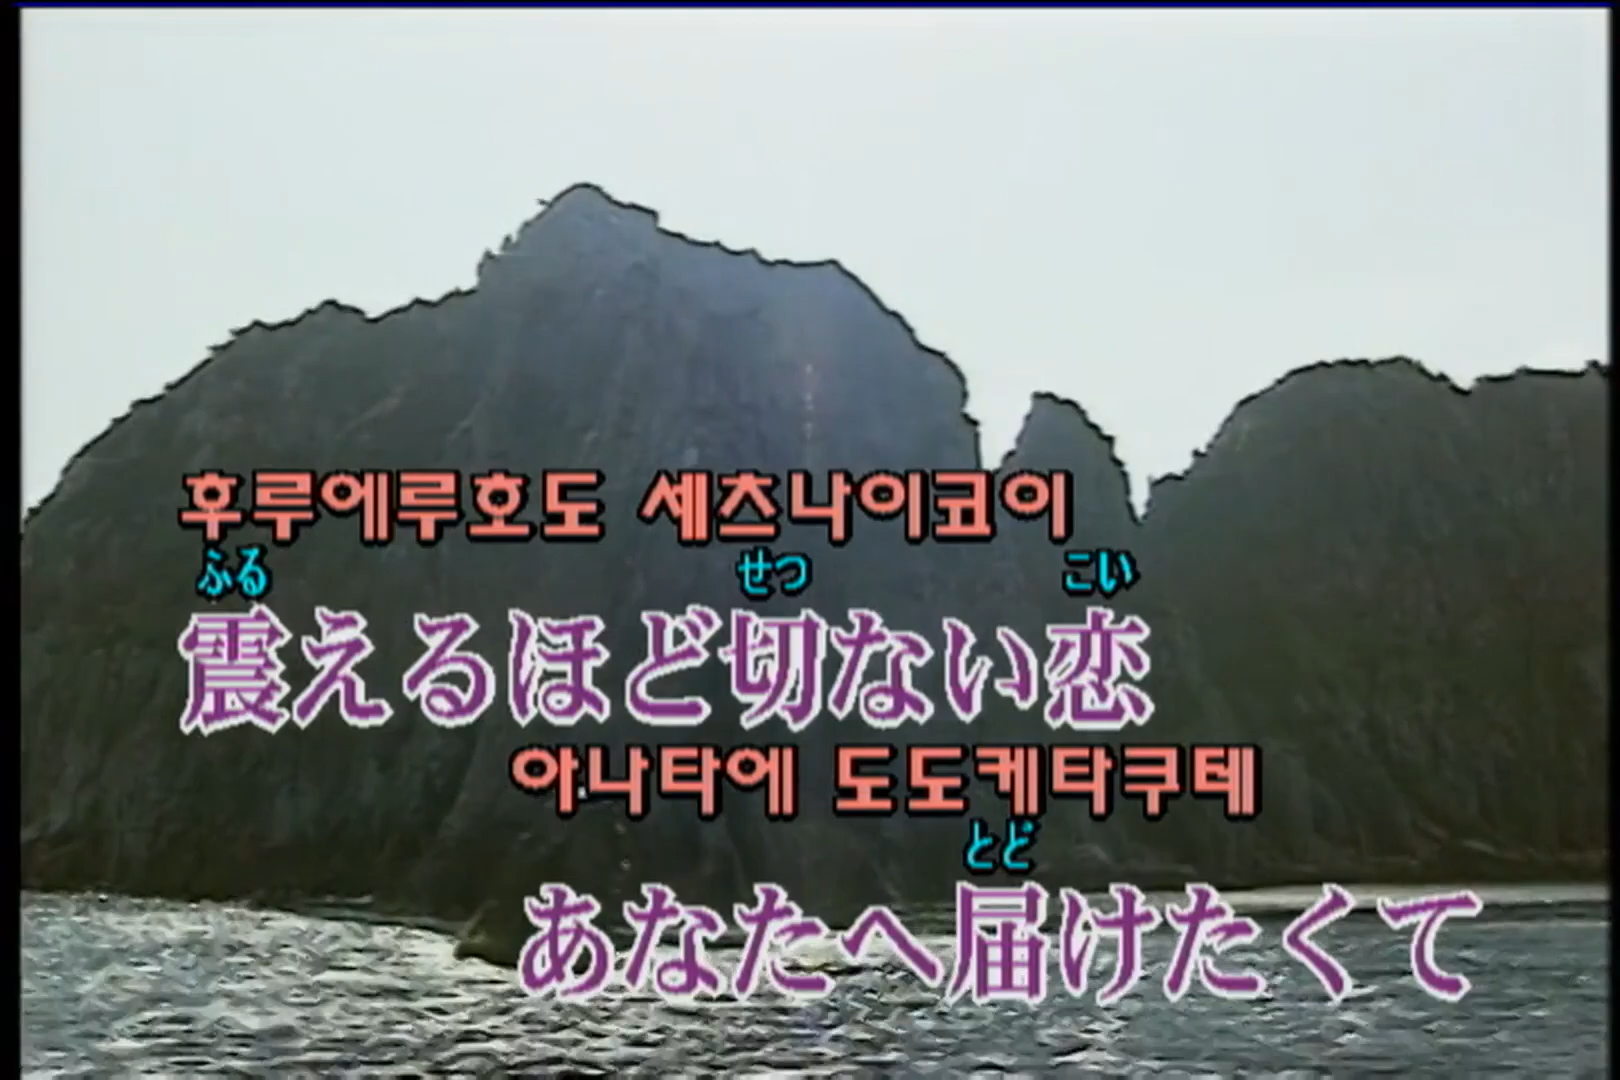 후루에루호도 세츠나이코이
ふる せつ こい
震えるほど切ない恋
아나타에 도도케타쿠테
とど
あなたへ届けたくて